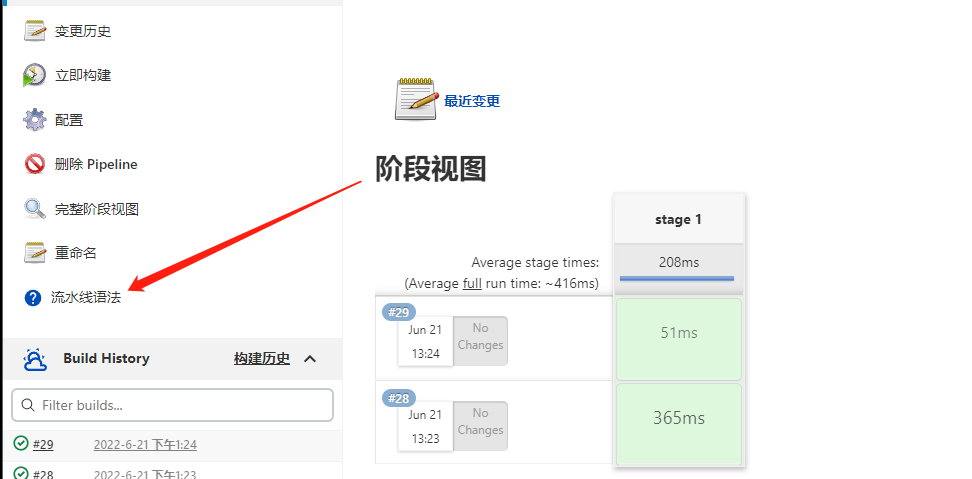 变更历史
立即构建
配置
删除 Pipeline
完整阶段视图
重命名
流水线语法
Build History 构建历史
Filter builds...
#29 2022-6-21 下午1:24
#28 2022-6-21 下午1:23
最近变更
阶段视图
stage 1
Average stage times: 208ms
(Average full run time: ~416ms)
#29
Jun 21
13:24
No
Changes
51ms
#28
Jun 21
13:23
No
Changes
365ms